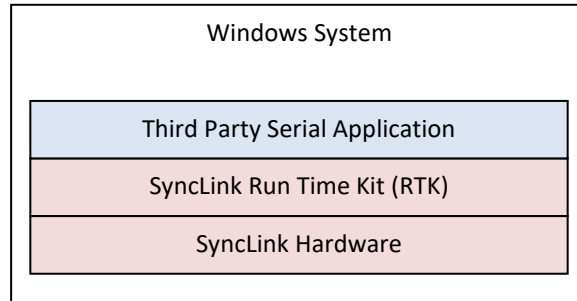 Windows System
Third Party Serial Application
SyncLink Run Time Kit (RTK)
SyncLink Hardware